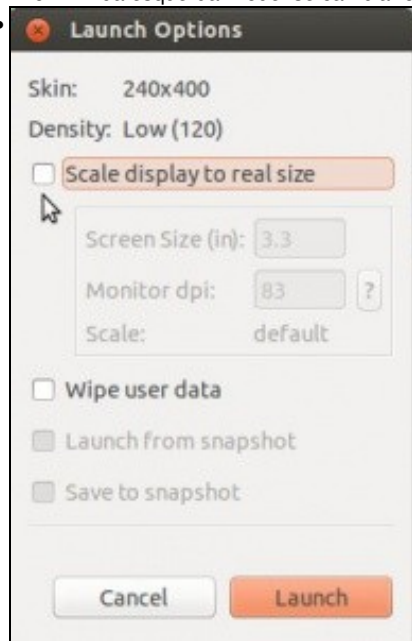 Launch Options
Skin: 240x400
Density: Low (120)
Scale display to real size
Screen Size (in): 3.3
Monitor dpi: 83 ?
Scale: default
Wipe user data
Launch from snapshot
Save to snapshot
Cancel Launch